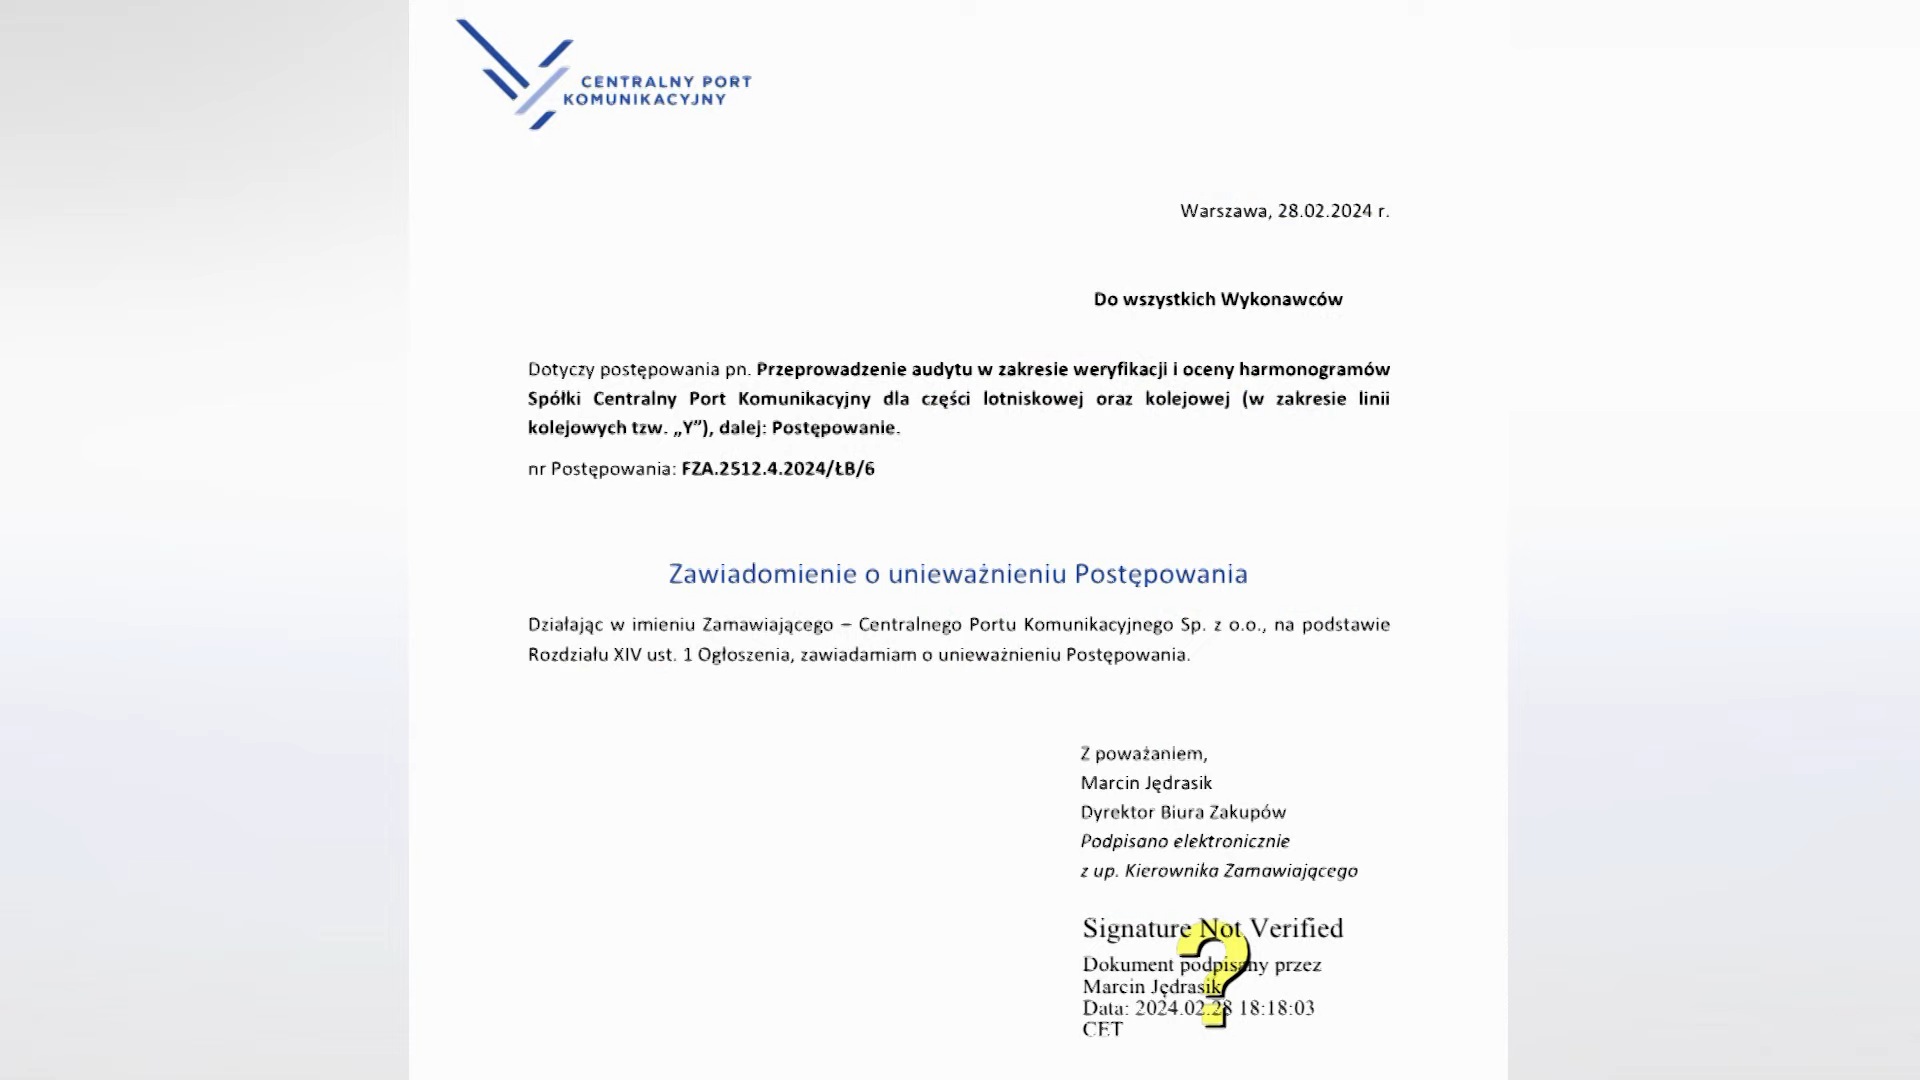 CENTRALNY PORT
KOMUNIKACYJNY
Warszawa, 28.02.2024 r.
Do wszystkich Wykonawców
Dotyczy postępowania pn. Przeprowadzenie audytu w zakresie weryfikacji i oceny harmonogramów
Spółki Centralny Port Komunikacyjny dla części lotniskowej oraz kolejowej (w zakresie linii
kolejowych tzw. „Y”), dalej: Postępowanie.
nr Postępowania: FZA.2512.4.2024/ŁB/6
Zawiadomienie o unieważnieniu Postępowania
Działając w imieniu Zamawiającego – Centralnego Portu Komunikacyjnego Sp. z o.o., na podstawie
Rozdziału XIV ust. 1 Ogłoszenia, zawiadamiam o unieważnieniu Postępowania.
Z poważaniem,
Marcin Jędrasik
Dyrektor Biura Zakupów
Podpisano elektronicznie
z up. Kierownika Zamawiającego
Signature Not Verified
Dokument podpisany przez
Marcin Jędrasik
Data: 2024.02.28 18:18:03
CET